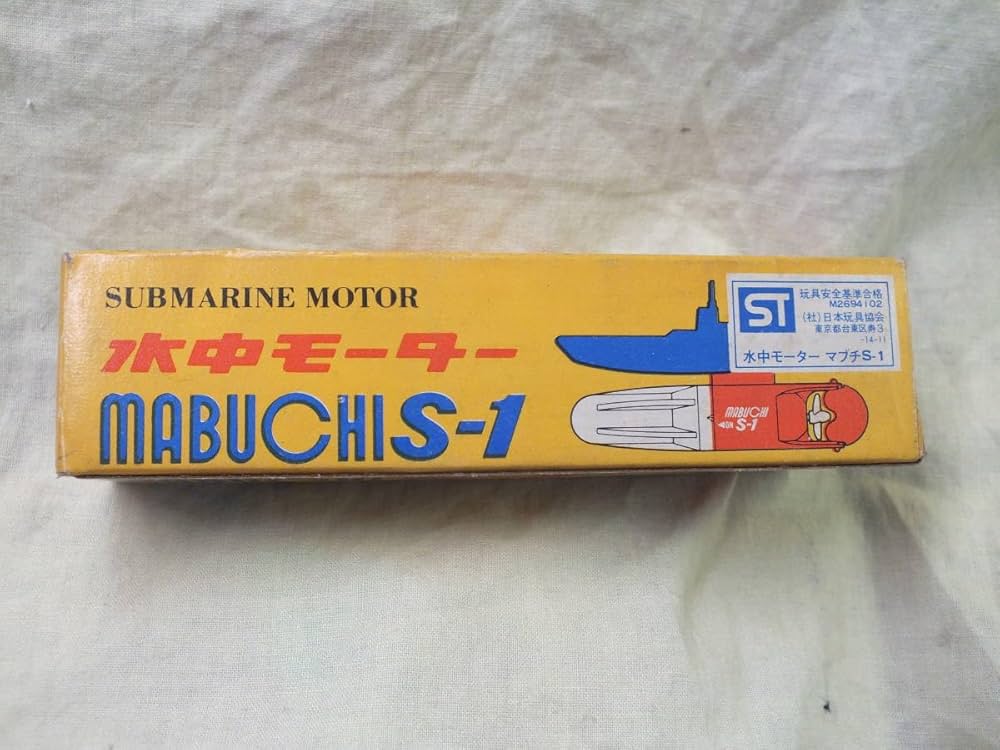 SUBMARINE MOTOR
水中モーター
MABUCHI S-1
ST
玩具安全基準合格
M2694102
(社)日本玩具協会
東京都台東区寿3
-14-11
水中モーター マブチS-1
MABUCHI
◀ON S-1